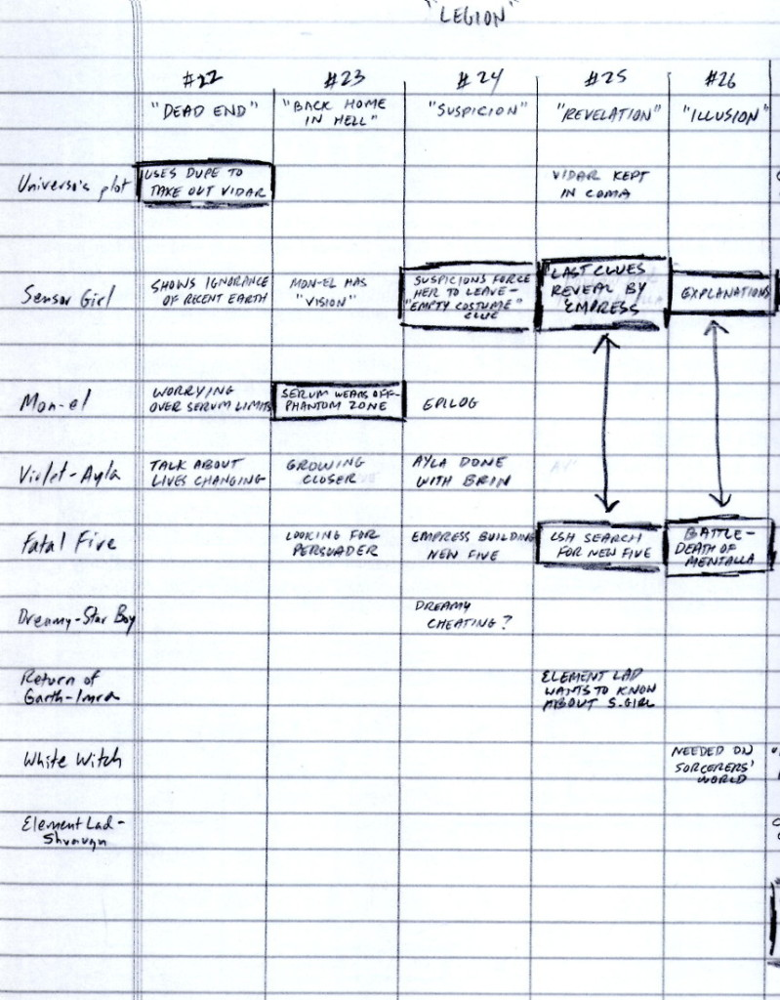 "LEGION"
#22 #23 #24 #25 #26
"DEAD END" "BACK HOME "SUSPICION" "REVELATION" "ILLUSION"
IN HELL"
Universo's plot
USES DUPE TO
TAKE OUT VIDAR
VIDAR KEPT
IN COMA
Sensor Girl
SHOWS IGNORANCE
OF RECENT EARTH
MON-EL HAS
"VISION"
SUSPICIONS FORCE
HER TO LEAVE-
"EMPTY COSTUME"
CLUE
LAST CLUES
REVEAL BY
EMPRESS
EXPLANATIONS
Mon-el
WORRYING
OVER SERUM LIMITS
SERUM WEARS OFF-
PHANTOM ZONE
EPILOG
Violet-Ayla
TALK ABOUT
LIVES CHANGING
GROWING
CLOSER
AYLA DONE
WITH BRIN
Fatal Five
LOOKING FOR
PERSUADER
EMPRESS BUILDING
NEW FIVE
LSH SEARCH
FOR NEW FIVE
BATTLE-
DEATH OF
MENTALLA
Dreamy-Star Boy
DREAMY
CHEATING?
Return of
Garth-Imra
ELEMENT LAD
WANTS TO KNOW
ABOUT S.GIRL
White Witch
NEEDED ON
SORCERERS'
WORLD
Element Lad-
Shvaugn